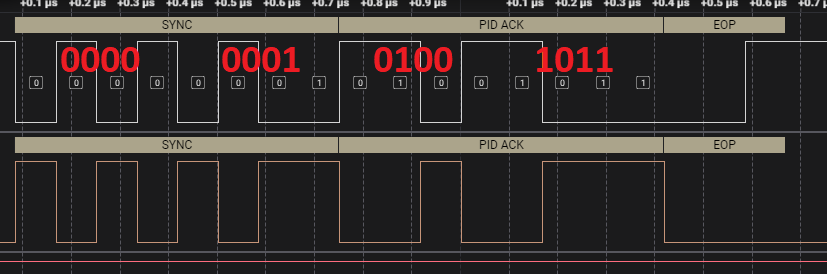 +0.1 µs +0.2 µs +0.3 µs +0.4 µs +0.5 µs +0.6 µs +0.7 µs +0.8 µs +0.9 µs +0.1 µs +0.2 µs +0.3 µs +0.4 µs +0.5 µs +0.6 µs +0.7 µ
SYNC PID ACK EOP
0000 0001 0100 1011
0 0 0 0 0 0 0 1 0 1 0 0 1 0 1 1
SYNC PID ACK EOP